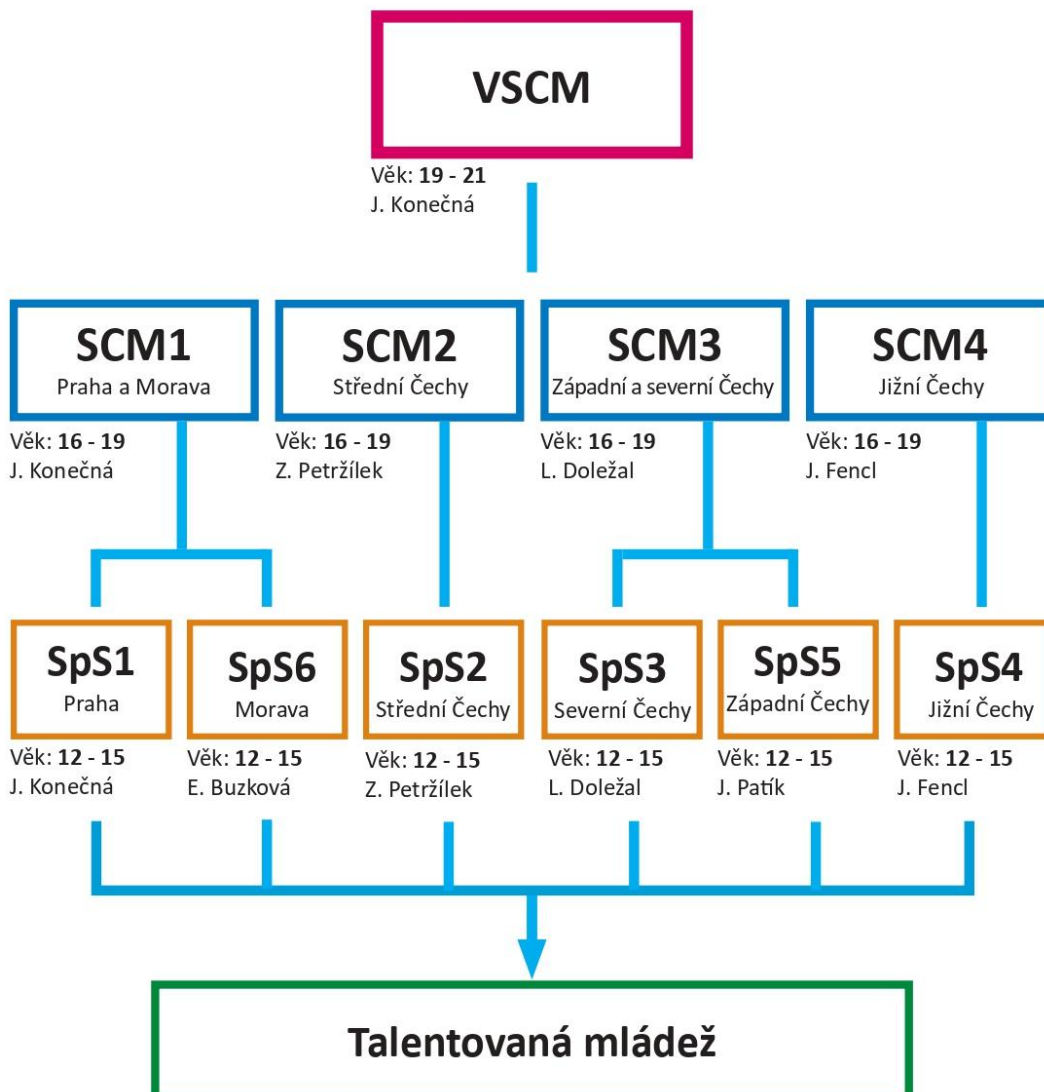 VSCM
Věk: 19 - 21
J. Konečná
SCM1
Praha a Morava
Věk: 16 - 19
J. Konečná
SCM2
Střední Čechy
Věk: 16 - 19
Z. Petržílek
SCM3
Západní a severní Čechy
Věk: 16 - 19
L. Doležal
SCM4
Jižní Čechy
Věk: 16 - 19
J. Fencl
SpS1
Praha
Věk: 12 - 15
J. Konečná
SpS6
Morava
Věk: 12 - 15
E. Buzková
SpS2
Střední Čechy
Věk: 12 - 15
Z. Petržílek
SpS3
Severní Čechy
Věk: 12 - 15
L. Doležal
SpS5
Západní Čechy
Věk: 12 - 15
J. Patík
SpS4
Jižní Čechy
Věk: 12 - 15
J. Fencl
Talentovaná mládež